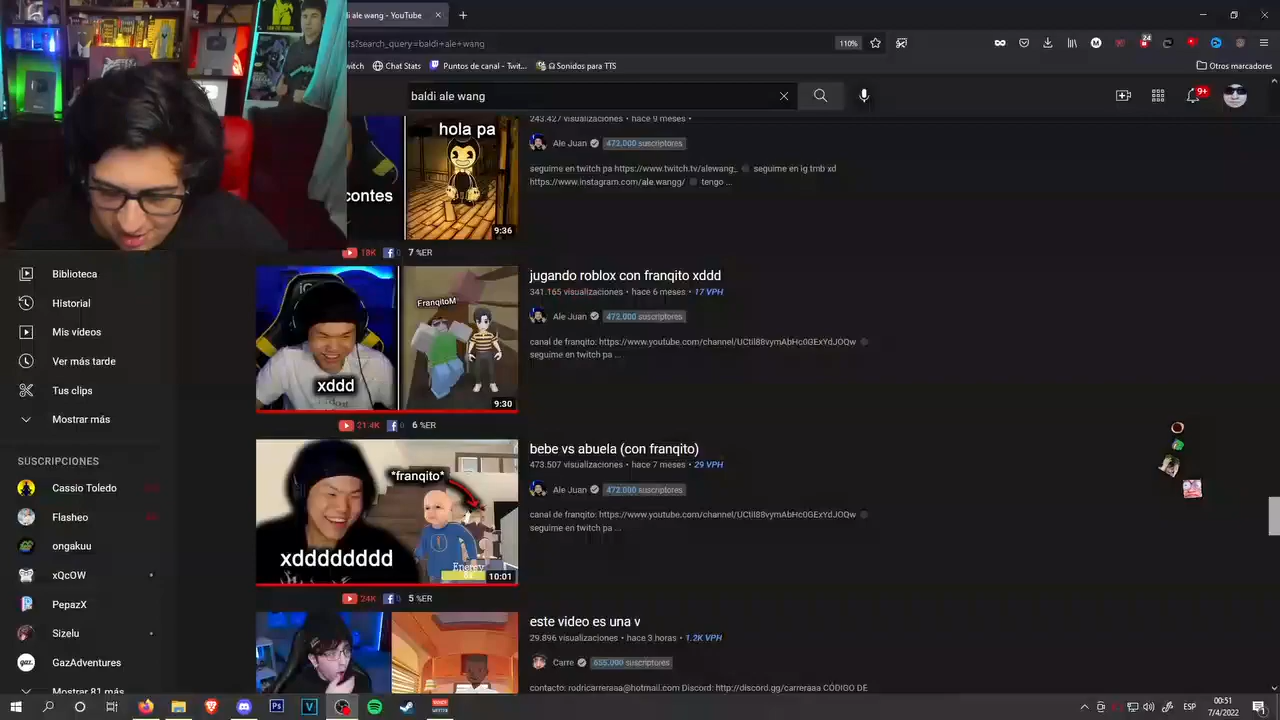 di ale wang - YouTube
ts?search_query=baldi+ale+wang
110%
24
tch
Chat Stats
Puntos de canal - Twit...
Sonidos para TTS
Otros marcadores
baldi ale wang
9+
hola pa
contes
9:36
243.427 visualizaciones • hace 9 meses •
Ale Juan
472.000 suscriptores
seguime en twitch pa https://www.twitch.tv/alewang_ seguime en ig tmb xd
https://www.instagram.com/ale.wangg/ tengo ...
18K
0
7 %ER
Biblioteca
Historial
Mis vídeos
Ver más tarde
Tus clips
Mostrar más
SUSCRIPCIONES
Cassio Toledo
Flasheo
ongakuu
xQcOW
PepazX
Sizelu
GazAdventures
Mostrar 81 más
FranqitoM
xddd
9:30
jugando roblox con franqito xddd
341.165 visualizaciones • hace 6 meses • 17 VPH
Ale Juan
472.000 suscriptores
canal de franqito: https://www.youtube.com/channel/UCtil88vymAbHc0GExYdJOQw
seguime en twitch pa ...
21.4K
0
6 %ER
*franqito*
xdddddddd
Energy
10:01
bebe vs abuela (con franqito)
473.507 visualizaciones • hace 7 meses • 29 VPH
Ale Juan
472.000 suscriptores
canal de franqito: https://www.youtube.com/channel/UCtil88vymAbHc0GExYdJOQw
seguime en twitch pa ...
24K
0
5 %ER
este video es una v
29.896 visualizaciones • hace 3 horas • 1.2K VPH
Carre
655.000 suscriptores
contacto: rodricarreraaa@hotmail.com Discord: http://discord.gg/carreraaa CÓDIGO DE
Ps
V
ESP
00:51
7/4/2022